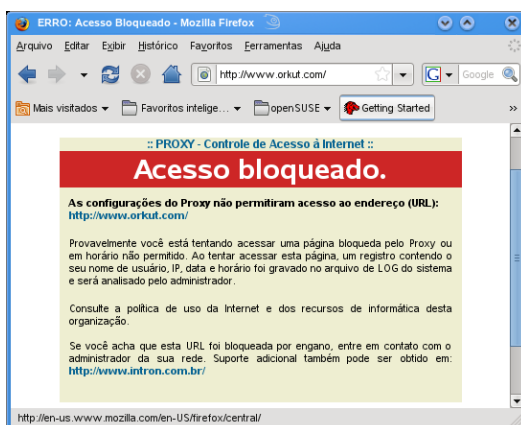 ERRO: Acesso Bloqueado - Mozilla Firefox
Arquivo Editar Exibir Histórico Favoritos Ferramentas Ajuda
http://www.orkut.com/ G Google
Mais visitados Favoritos intelige... openSUSE Getting Started »
:: PROXY - Controle de Acesso à Internet ::
Acesso bloqueado.
As configurações do Proxy não permitiram acesso ao endereço (URL):
http://www.orkut.com/
Provavelmente você está tentando acessar uma página bloqueda pelo Proxy ou
em horário não permitido. Ao tentar acessar esta página, um registro contendo o
seu nome de usuário, IP, data e horário foi gravado no arquivo de LOG do sistema
e será analisado pelo administrador.
Consulte a política de uso da Internet e dos recursos de informática desta
organização.
Se você acha que esta URL foi bloqueada por engano, entre em contato com o
administrador da sua rede. Suporte adicional também pode ser obtido em:
http://www.intron.com.br/
http://en-us.www.mozilla.com/en-US/firefox/central/